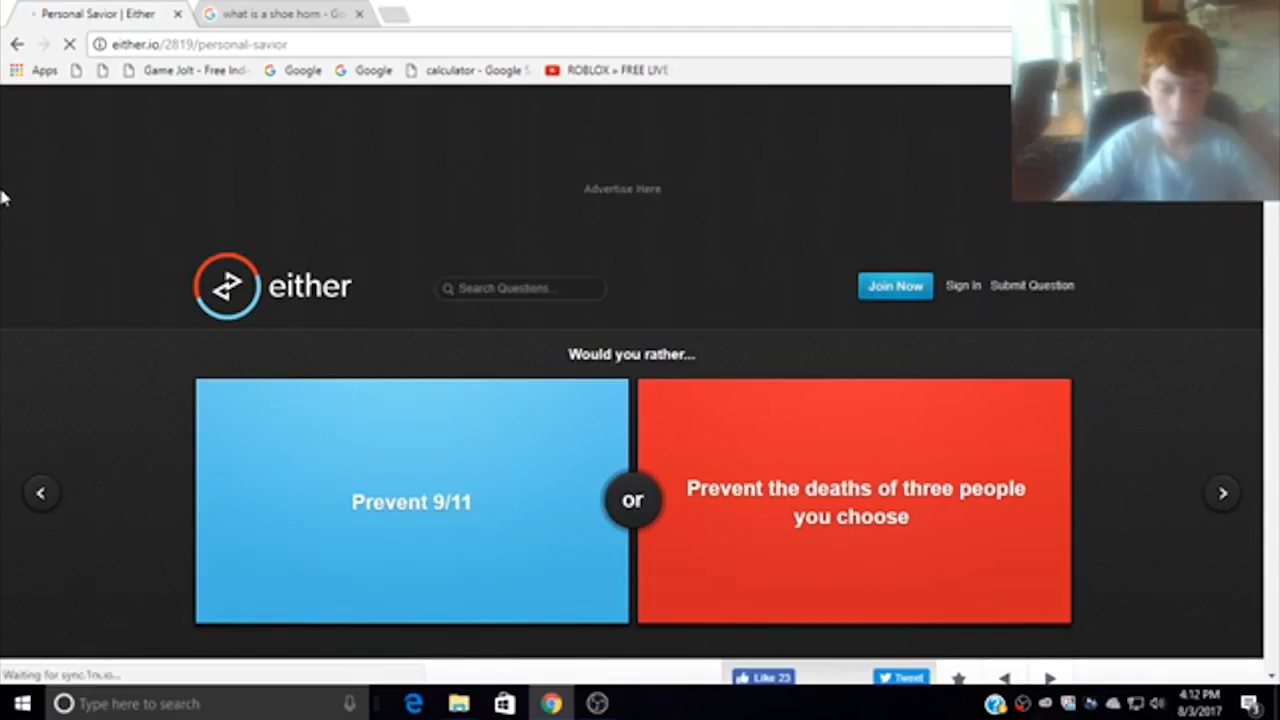 Personal Savior | Either
what is a shoe horn - Go
either.io/2819/personal-savior
Apps
Game Jolt - Free Ind
Google
Google
calculator - Google S
ROBLOX » FREE LIVE
Advertise Here
either
Search Questions...
Join Now
Sign In
Submit Question
Would you rather...
Prevent 9/11
or
Prevent the deaths of three people
you choose
Waiting for sync.1rx.io...
Like 23
Tweet
Type here to search
4:12 PM
8/3/2017